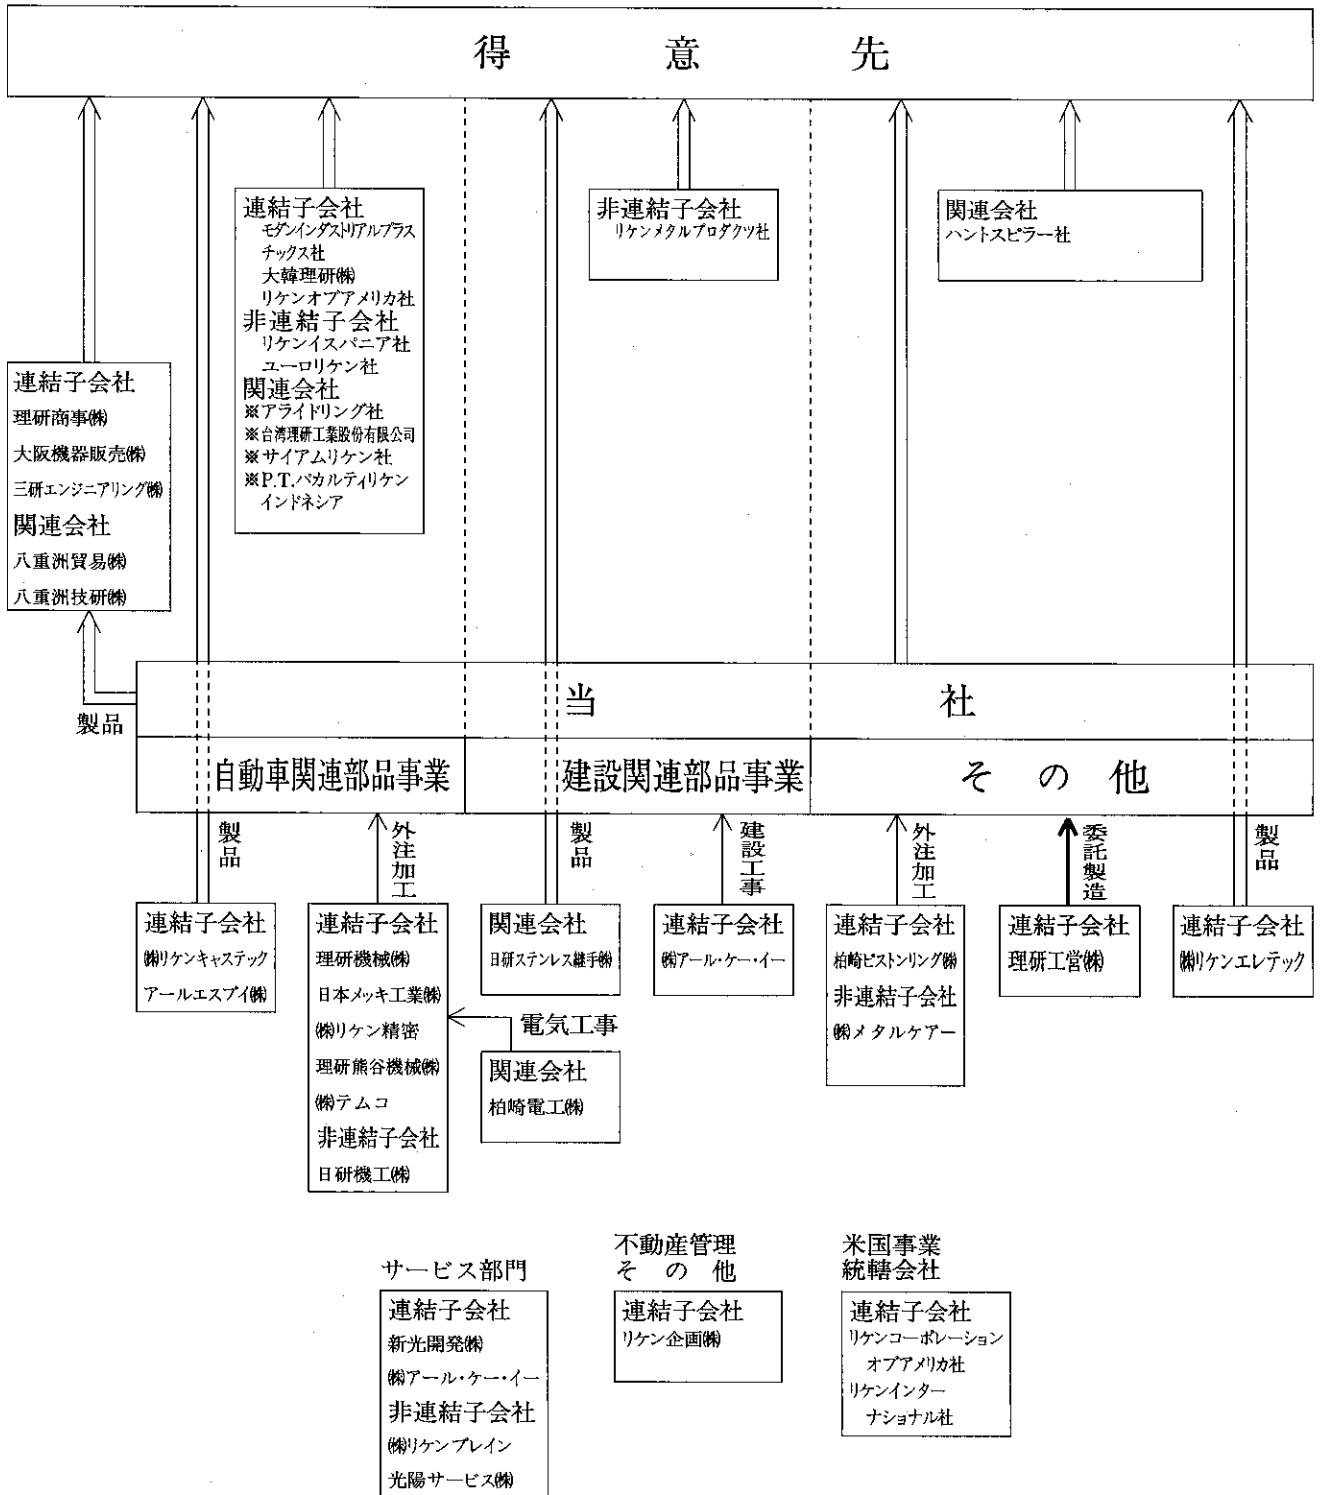 得意先
連結子会社
モダンインダストリアルプラス
チックス社
大韓理研㈱
リケンオブアメリカ社
非連結子会社
リケンイスパニア社
ユーロリケン社
関連会社
※アライドリング社
※台湾理研工業股份有限公司
※サイアムリケン社
※P.T.パカルティリケン
インドネシア
非連結子会社
リケンメタルプロダクツ社
関連会社
ハントスピラー社
連結子会社
理研商事㈱
大阪機器販売㈱
三研エンジニアリング㈱
関連会社
八重洲貿易㈱
八重洲技研㈱
製品
当社
自動車関連部品事業
建設関連部品事業
その他
製品
外注加工
製品
建設工事
外注加工
委託製造
製品
連結子会社
㈱リケンキャステック
アールエスブイ㈱
連結子会社
理研機械㈱
日本メッキ工業㈱
㈱リケン精密
理研熊谷機械㈱
㈱テムコ
非連結子会社
日研機工㈱
関連会社
日研ステンレス継手㈱
電気工事
関連会社
柏崎電工㈱
連結子会社
㈱アール・ケー・イー
連結子会社
柏崎ピストンリング㈱
非連結子会社
㈱メタルケアー
連結子会社
理研工営㈱
連結子会社
㈱リケンエレテック
サービス部門
連結子会社
新光開発㈱
㈱アール・ケー・イー
非連結子会社
㈱リケンブレイン
光陽サービス㈱
不動産管理
その他
連結子会社
リケン企画㈱
米国事業
統轄会社
連結子会社
リケンコーポレーション
オブアメリカ社
リケンインター
ナショナル社